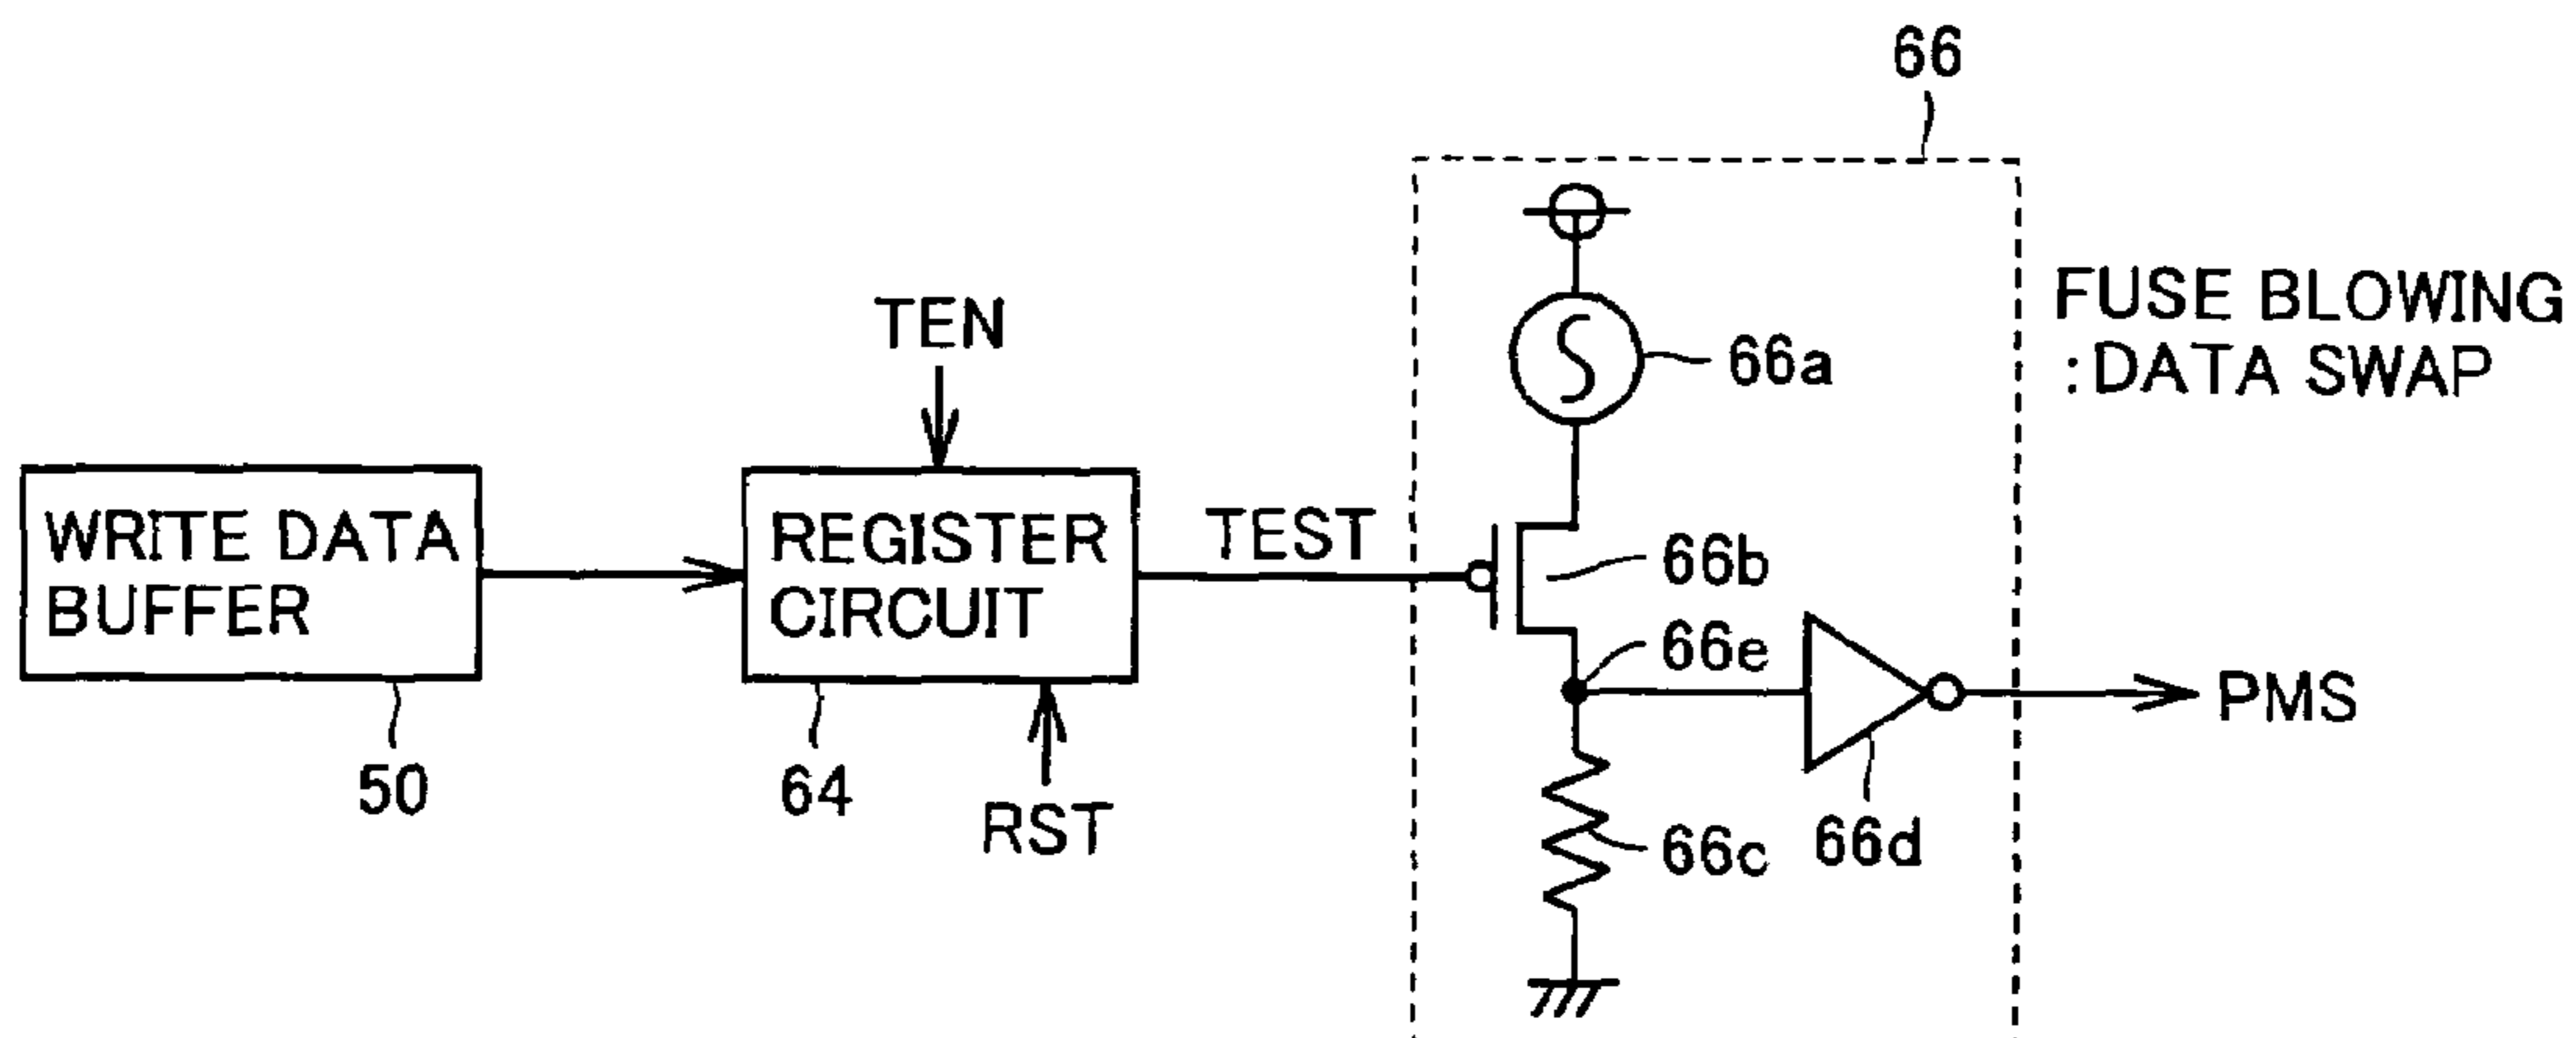 66
TEN
66a
FUSE BLOWING
:DATA SWAP
WRITE DATA
BUFFER
REGISTER
CIRCUIT
TEST
66b
66e
PMS
50
64
RST
66c
66d